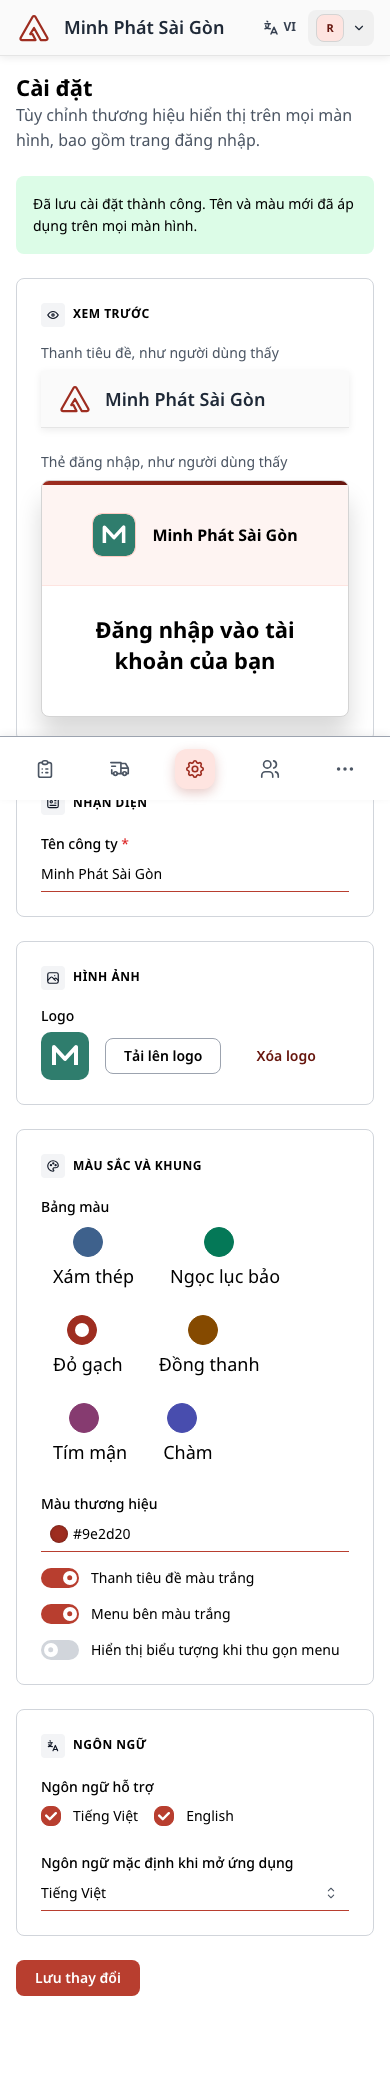 Minh Phát Sài Gòn
VI
R
Cài đặt
Tùy chỉnh thương hiệu hiển thị trên mọi màn
hình, bao gồm trang đăng nhập.
Đã lưu cài đặt thành công. Tên và màu mới đã áp
dụng trên mọi màn hình.
XEM TRƯỚC
Thanh tiêu đề, như người dùng thấy
Minh Phát Sài Gòn
Thẻ đăng nhập, như người dùng thấy
M
Minh Phát Sài Gòn
Đăng nhập vào tài
khoản của bạn
NHẬN DIỆN
Tên công ty *
Minh Phát Sài Gòn
HÌNH ẢNH
Logo
M
Tải lên logo
Xóa logo
MÀU SẮC VÀ KHUNG
Bảng màu
Xám thép
Ngọc lục bảo
Đỏ gạch
Đồng thanh
Tím mận
Chàm
Màu thương hiệu
#9e2d20
Thanh tiêu đề màu trắng
Menu bên màu trắng
Hiển thị biểu tượng khi thu gọn menu
NGÔN NGỮ
Ngôn ngữ hỗ trợ
Tiếng Việt
English
Ngôn ngữ mặc định khi mở ứng dụng
Tiếng Việt
Lưu thay đổi